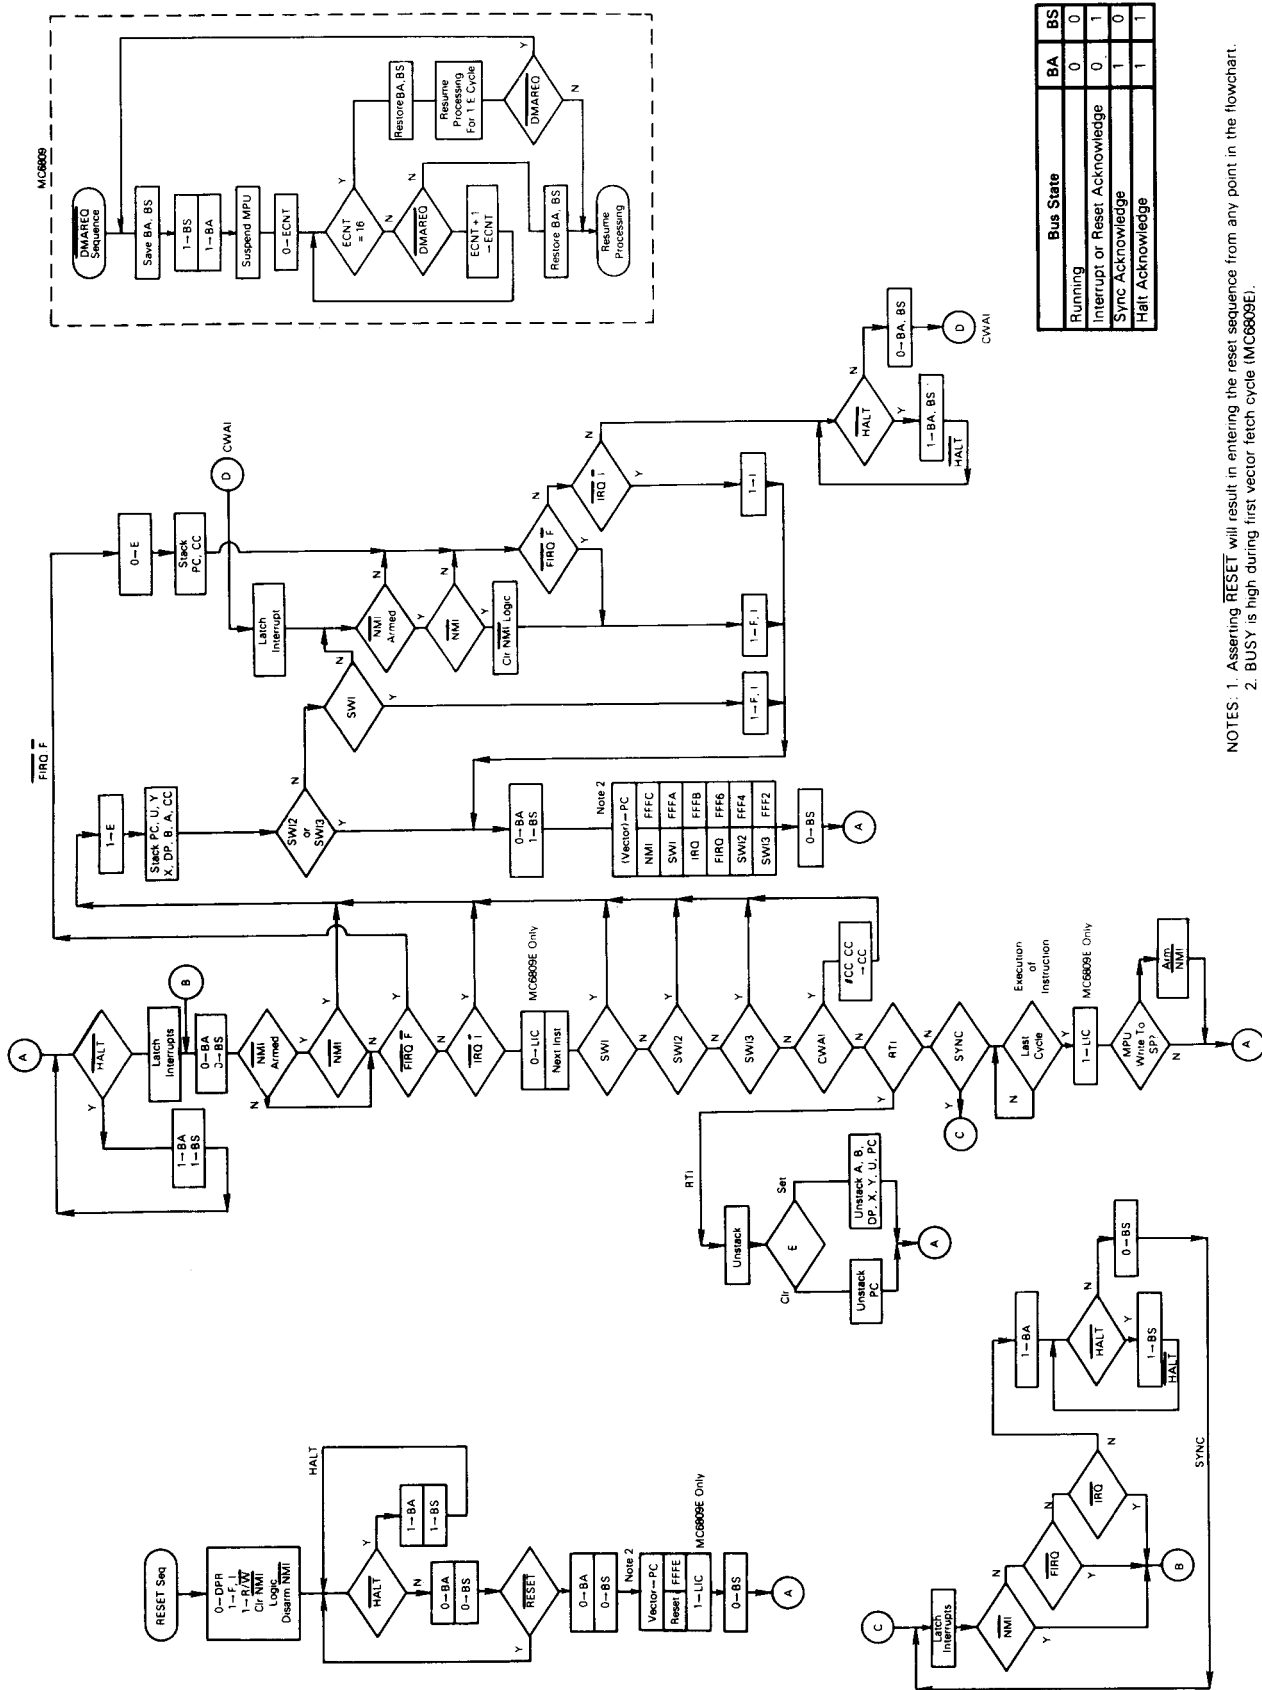 RESET Seq
0→DPR
1→F, I
1→R/W
Clr NMI
Logic
Disarm NMI
HALT
HALT
Y
N
1→BA
1→BS
0→BA
0→BS
RESET
Y
0→BA
0→BS
Note 2
Vector→PC
Reset FFFE
1→LIC
MC6809E Only
0→BS
A
A
HALT
Y
1→BA
1→BS
Latch
Interrupts
B
0→BA
0→BS
NMI
Armed
N
Y
NMI
Y
N
FIRQ F
Y
N
IRQ I
Y
N
0→LIC
Next Inst
MC6809E Only
SWI
Y
N
SWI2
Y
N
SWI3
Y
N
CWAI
Y
#CC CC
→CC
N
RTI
Y
N
SYNC
Y
C
Last
Cycle
N
Y
Execution
of
Instruction
1→LIC
MC6809E Only
MPU
Write To
SP?
N
Arm
NMI
A
RTI
Unstack
E
Clr
Set
Unstack
PC
Unstack A, B,
DP, X, Y, U, PC
A
C
Latch
Interrupts
NMI
Y
N
FIRQ
Y
N
IRQ
Y
N
B
1→BA
HALT
N
Y
1→BS
HALT
0→BS
SYNC
FIRQ F
1→E
Stack PC, U, Y
X, DP, B, A, CC
SWI2
or
SWI3
N
Y
0→BA
1→BS
Note 2
(Vector)→PC
NMI FFFC
SWI FFFA
IRQ FFF8
FIRQ FFF6
SWI2 FFF4
SWI3 FFF2
0→BS
A
0→E
Stack
PC, CC
D
CWAI
Latch
Interrupt
SWI
N
Y
NMI
Armed
N
Y
NMI
N
Y
Clr NMI Logic
FIRQ F
N
Y
IRQ I
N
Y
1→F, I
1→F, I
1→I
HALT
N
Y
1→BA, BS
HALT
0→BA, BS
D
CWAI
MC6809
DMAREQ
Sequence
Save BA, BS
1→BS
1→BA
Suspend MPU
0→ECNT
ECNT
= 16
Y
N
DMAREQ
N
ECNT + 1
→ECNT
Restore BA, BS
Resume
Processing
For 1 E Cycle
DMAREQ
Y
N
Restore BA, BS
Resume
Processing
Bus State BA BS
Running 0 0
Interrupt or Reset Acknowledge 0 1
Sync Acknowledge 1 0
Halt Acknowledge 1 1
NOTES: 1. Asserting RESET will result in entering the reset sequence from any point in the flowchart.
2. BUSY is high during first vector fetch cycle (MC6809E).